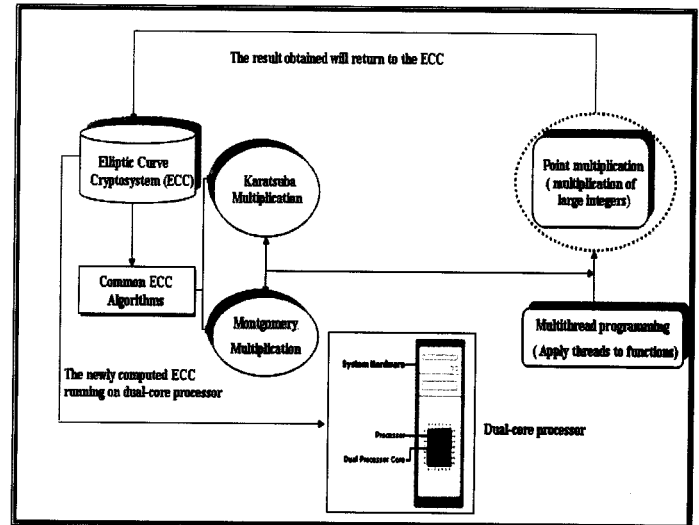 The result obtained will return to the ECC
Elliptic Curve
Cryptosystem (ECC)
Karatsuba
Multiplication
Point multiplication
( multiplication of
large integers)
Common ECC
Algorithms
Montgomery
Multiplication
Multithread programming
( Apply threads to functions)
The newly computed ECC
running on dual-core processor
System Hardware
Processor
Dual Processor Core
Dual-core processor